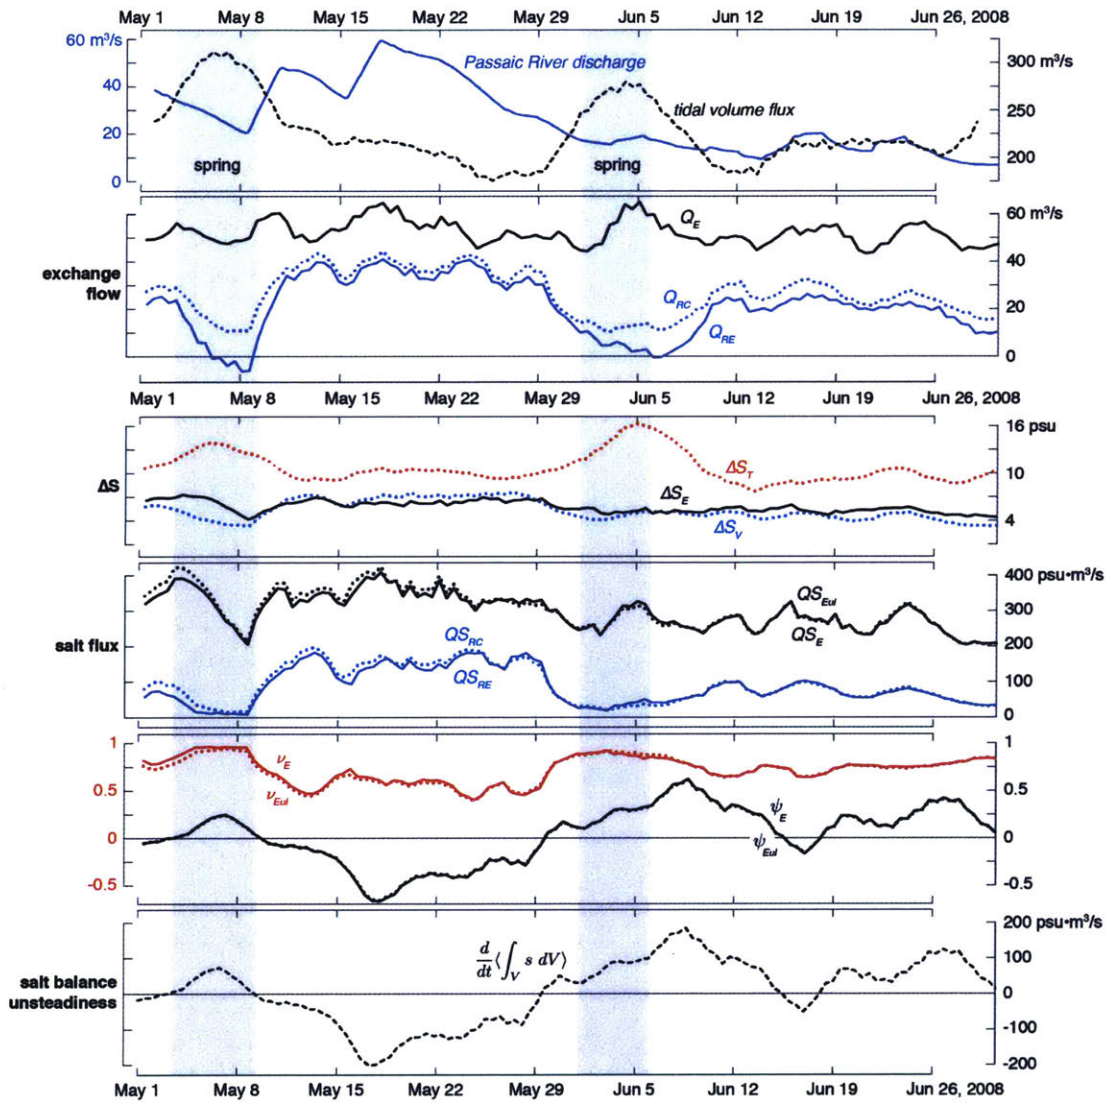 May 1 May 8 May 15 May 22 May 29 Jun 5 Jun 12 Jun 19 Jun 26, 2008
60 m³/s
40
20
0
Passaic River discharge
tidal volume flux
spring
spring
300 m³/s
250
200
exchange
flow
Q_E
Q_RC
Q_RE
60 m³/s
40
20
0
May 1 May 8 May 15 May 22 May 29 Jun 5 Jun 12 Jun 19 Jun 26, 2008
ΔS
ΔS_T
ΔS_E
ΔS_V
16 psu
10
4
salt flux
QS_Eul
QS_E
QS_RC
QS_RE
400 psu•m³/s
300
200
100
0
1
0.5
0
-0.5
ν_E
ν_Eul
ψ_E
ψ_Eul
1
0.5
0
-0.5
salt balance
unsteadiness
d/dt⟨∫_V s dV⟩
200 psu•m³/s
100
0
-100
-200
May 1 May 8 May 15 May 22 May 29 Jun 5 Jun 12 Jun 19 Jun 26, 2008